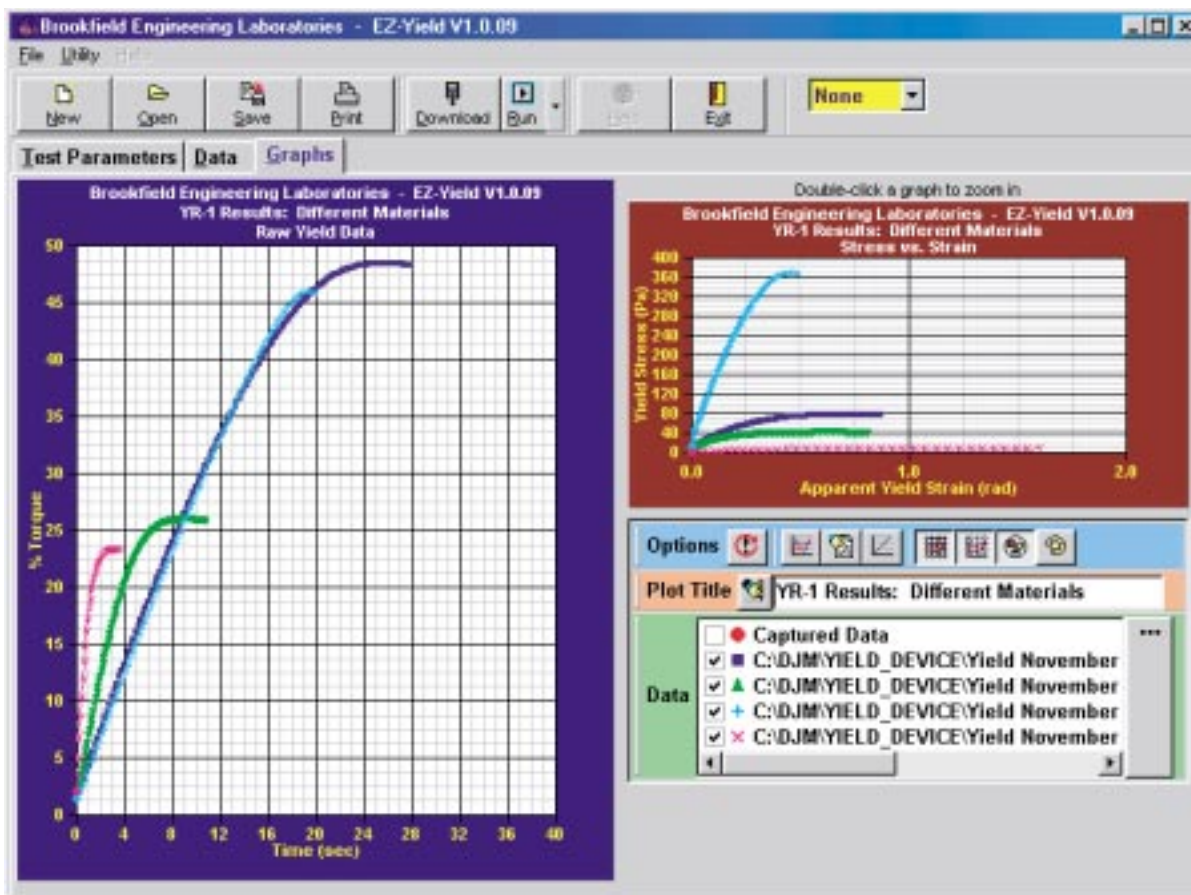 Brookfield Engineering Laboratories - EZ-Yield V1.0.09
File Utility Help
New Open Save Print Download Run Exit None
Test Parameters Data Graphs
Brookfield Engineering Laboratories - EZ-Yield V1.0.09
YR-1 Results: Different Materials
Raw Yield Data
50
45
40
35
30
25
20
15
10
5
0
% Torque
0 4 8 12 16 20 24 28 32 36 40
Time (sec)
Double-click a graph to zoom in
Brookfield Engineering Laboratories - EZ-Yield V1.0.09
YR-1 Results: Different Materials
Stress vs. Strain
400
360
320
280
240
200
160
120
80
40
0
Yield Stress (Pa)
0.0 1.0 2.0
Apparent Yield Strain (rad)
Options
Plot Title YR-1 Results: Different Materials
Data
Captured Data
C:\DJM\YIELD_DEVICE\Yield November
C:\DJM\YIELD_DEVICE\Yield November
C:\DJM\YIELD_DEVICE\Yield November
C:\DJM\YIELD_DEVICE\Yield November